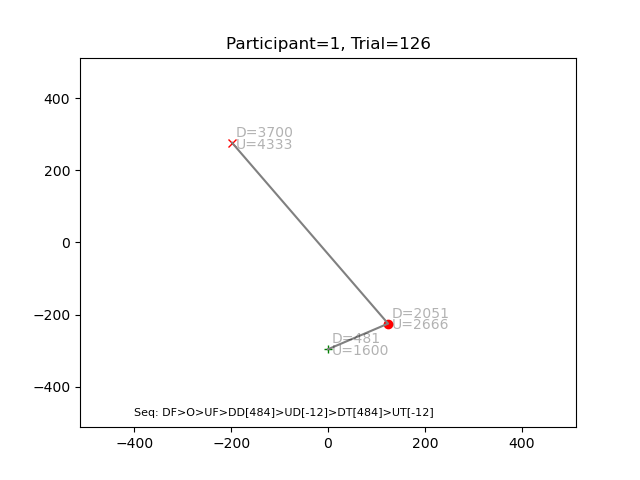 Participant=1, Trial=126
400
200
0
−200
−400
D=3700
U=4333
D=2051
U=2666
D=481
U=1600
Seq: DF>O>UF>DD[484]>UD[-12]>DT[484]>UT[-12]
−400 −200 0 200 400